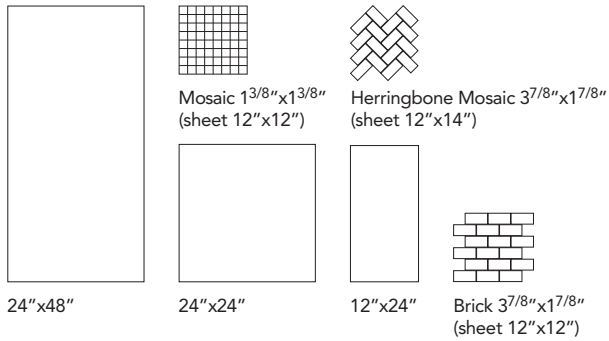 Mosaic 1 3/8"x1 3/8"
(sheet 12"x12")
Herringbone Mosaic 3 7/8"x1 7/8"
(sheet 12"x14")
24"x48"
24"x24"
12"x24"
Brick 3 7/8"x1 7/8"
(sheet 12"x12")